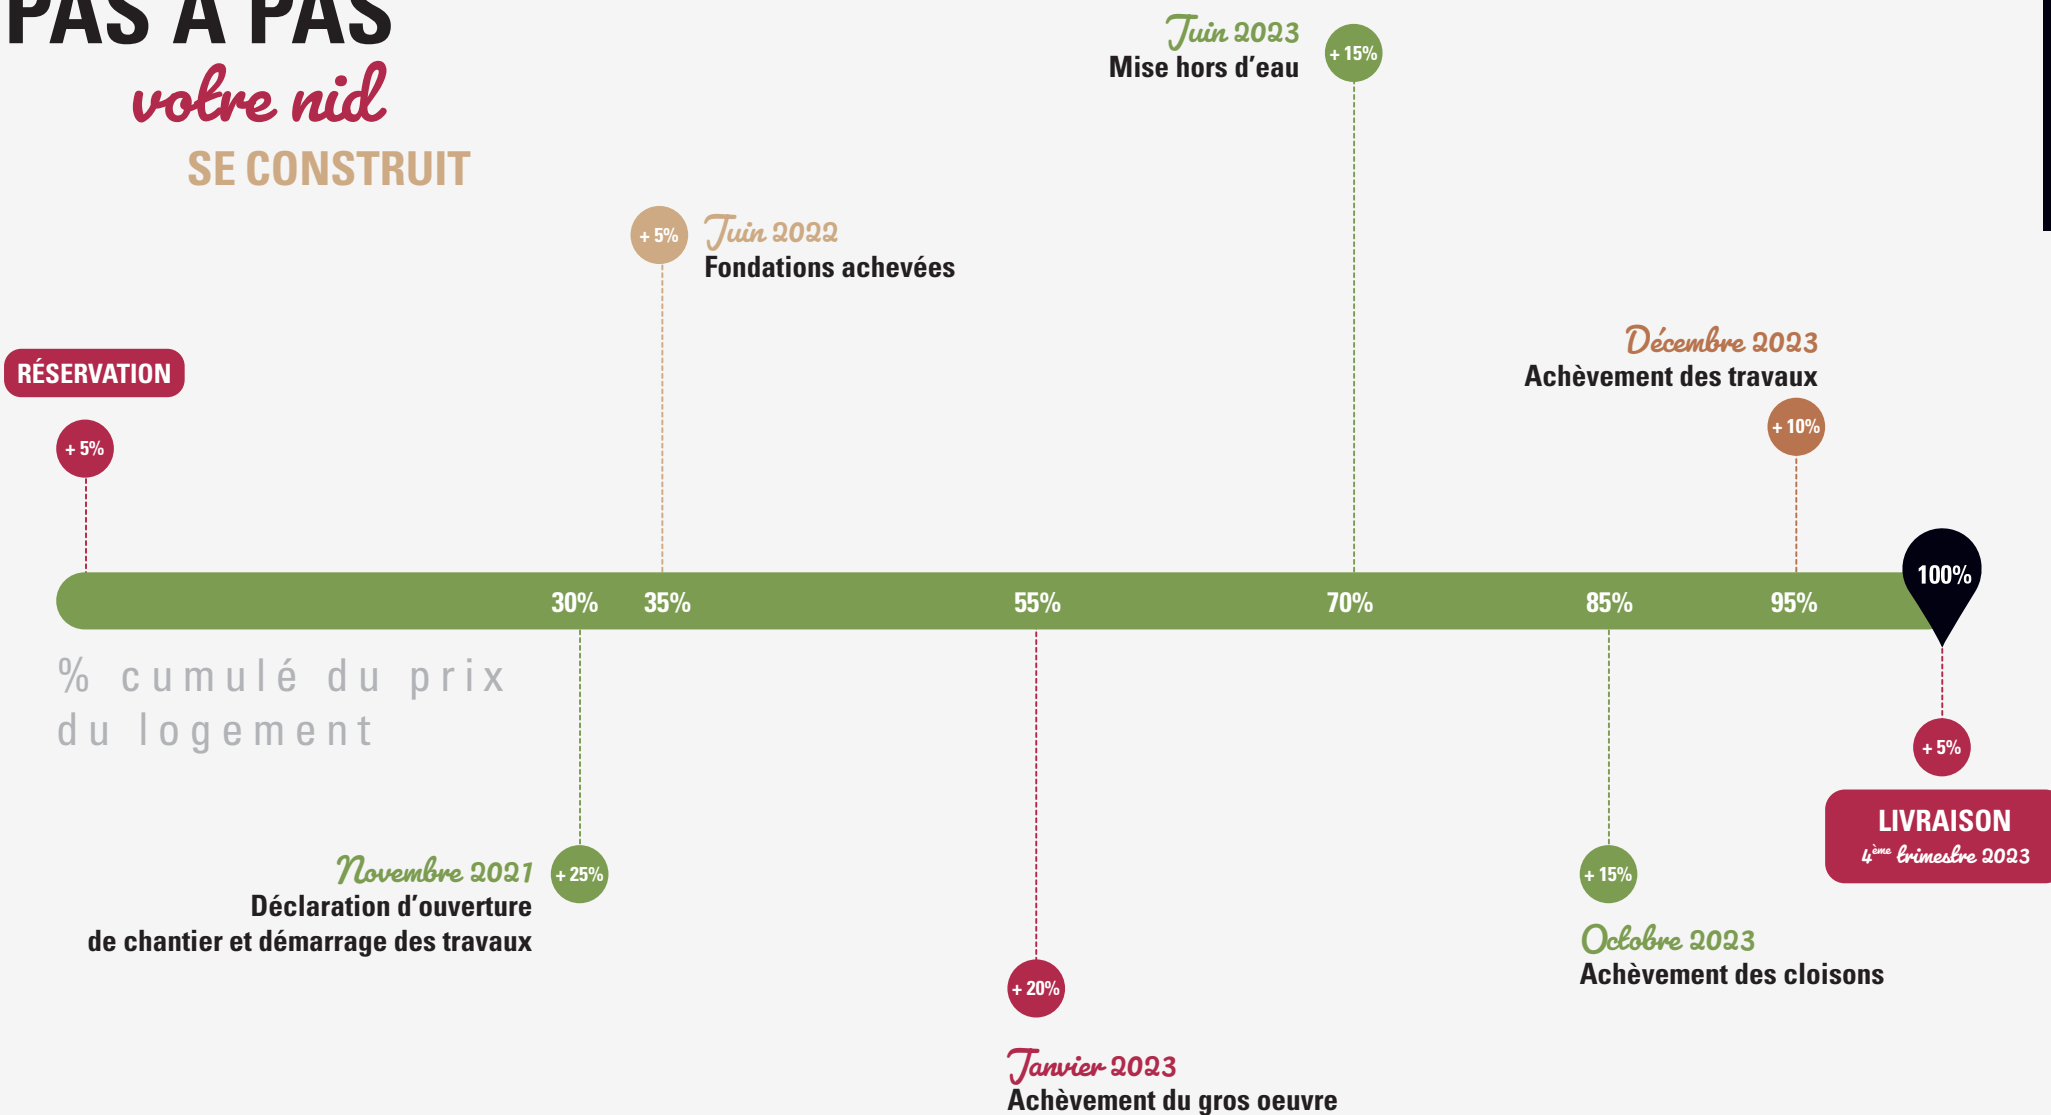 PAS À PAS
votre nid
SE CONSTRUIT
Juin 2023
Mise hors d'eau
+ 15%
+ 5%
Juin 2022
Fondations achevées
Décembre 2023
Achèvement des travaux
+ 10%
RÉSERVATION
+ 5%
30%
35%
55%
70%
85%
95%
100%
% cumulé du prix
du logement
+ 5%
LIVRAISON
4ème trimestre 2023
Novembre 2021
+ 25%
Déclaration d'ouverture
de chantier et démarrage des travaux
+ 15%
Octobre 2023
Achèvement des cloisons
+ 20%
Janvier 2023
Achèvement du gros oeuvre